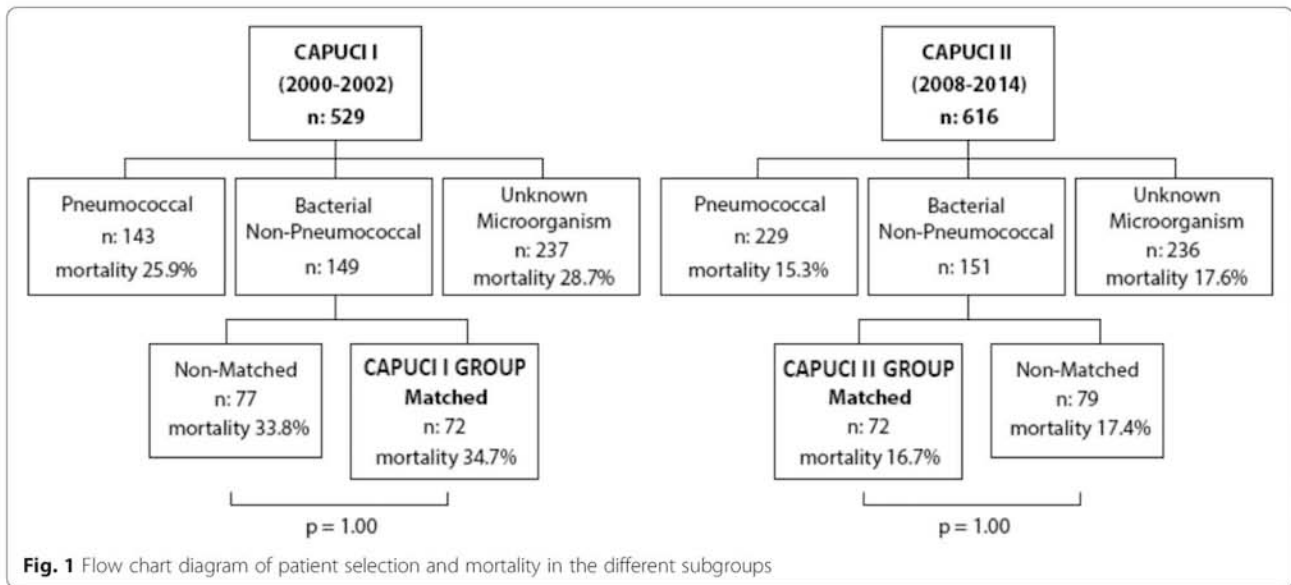 CAPUCI I
(2000-2002)
n: 529
Pneumococcal
n: 143
mortality 25.9%
Bacterial
Non-Pneumococcal
n: 149
Unknown
Microorganism
n: 237
mortality 28.7%
Non-Matched
n: 77
mortality 33.8%
CAPUCI I GROUP
Matched
n: 72
mortality 34.7%
p = 1.00
CAPUCI II
(2008-2014)
n: 616
Pneumococcal
n: 229
mortality 15.3%
Bacterial
Non-Pneumococcal
n: 151
Unknown
Microorganism
n: 236
mortality 17.6%
CAPUCI II GROUP
Matched
n: 72
mortality 16.7%
Non-Matched
n: 79
mortality 17.4%
p = 1.00
Fig. 1 Flow chart diagram of patient selection and mortality in the different subgroups